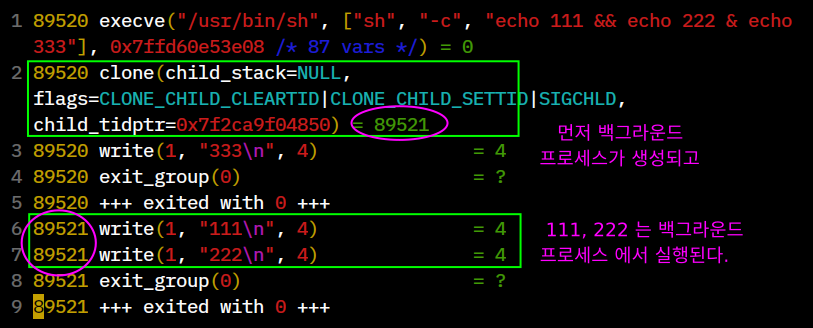 1 89520 execve("/usr/bin/sh", ["sh", "-c", "echo 111 && echo 222 & echo
333"], 0x7ffd60e53e08 /* 87 vars */) = 0
2 89520 clone(child_stack=NULL,
flags=CLONE_CHILD_CLEARTID|CLONE_CHILD_SETTID|SIGCHLD,
child_tidptr=0x7f2ca9f04850) = 89521
먼저 백그라운드
3 89520 write(1, "333\n", 4) = 4
프로세스가 생성되고
4 89520 exit_group(0) = ?
5 89520 +++ exited with 0 +++
6 89521 write(1, "111\n", 4) = 4
111, 222 는 백그라운드
7 89521 write(1, "222\n", 4) = 4
프로세스 에서 실행된다.
8 89521 exit_group(0) = ?
9 89521 +++ exited with 0 +++